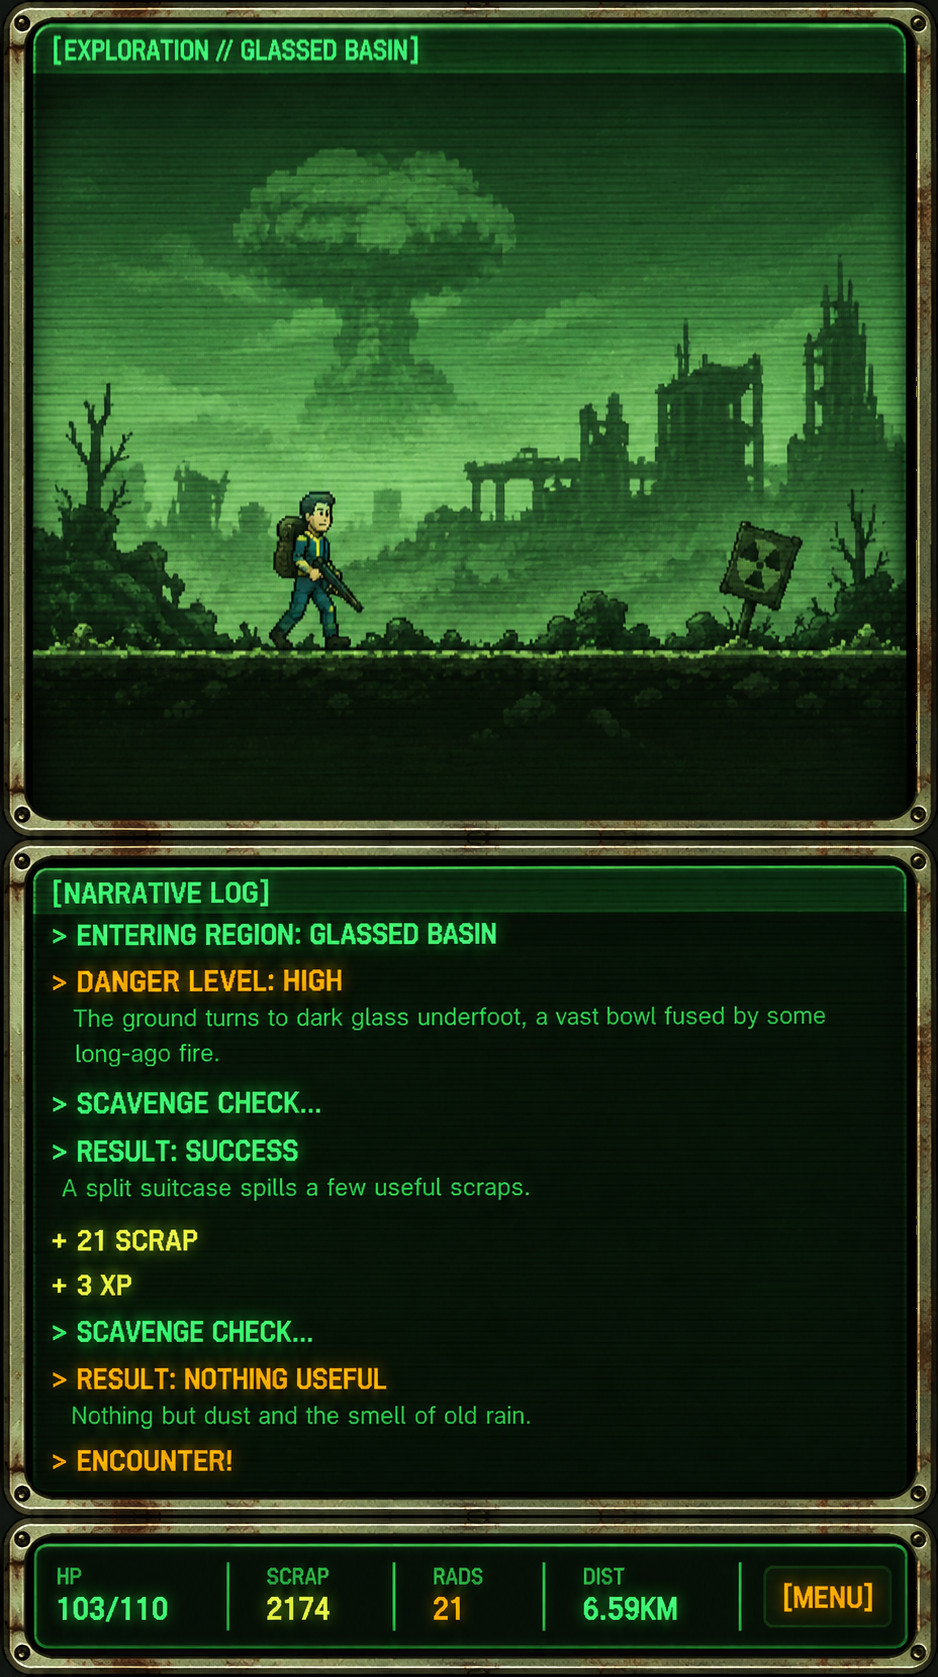 [EXPLORATION // GLASSED BASIN]
[NARRATIVE LOG]
> ENTERING REGION: GLASSED BASIN
> DANGER LEVEL: HIGH
The ground turns to dark glass underfoot, a vast bowl fused by some
long-ago fire.
> SCAVENGE CHECK...
> RESULT: SUCCESS
A split suitcase spills a few useful scraps.
+ 21 SCRAP
+ 3 XP
> SCAVENGE CHECK...
> RESULT: NOTHING USEFUL
Nothing but dust and the smell of old rain.
> ENCOUNTER!
HP
103/110
SCRAP
2174
RADS
21
DIST
6.59KM
[MENU]